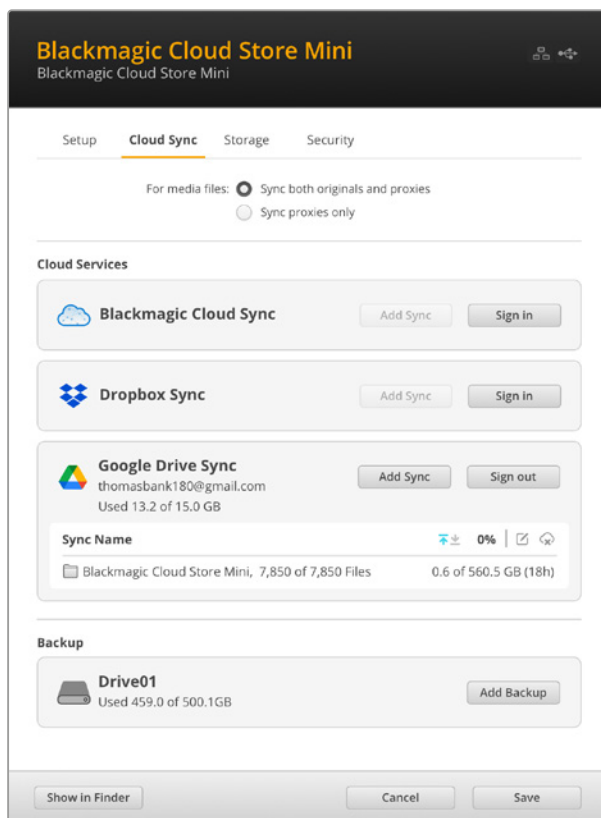 Blackmagic Cloud Store Mini
Blackmagic Cloud Store Mini
Setup Cloud Sync Storage Security
For media files: Sync both originals and proxies
Sync proxies only
Cloud Services
Blackmagic Cloud Sync Add Sync Sign in
Dropbox Sync Add Sync Sign in
Google Drive Sync
thomasbank180@gmail.com Add Sync Sign out
Used 13.2 of 15.0 GB
Sync Name 0%
Blackmagic Cloud Store Mini, 7,850 of 7,850 Files 0.6 of 560.5 GB (18h)
Backup
Drive01
Used 459.0 of 500.1GB Add Backup
Show in Finder Cancel Save